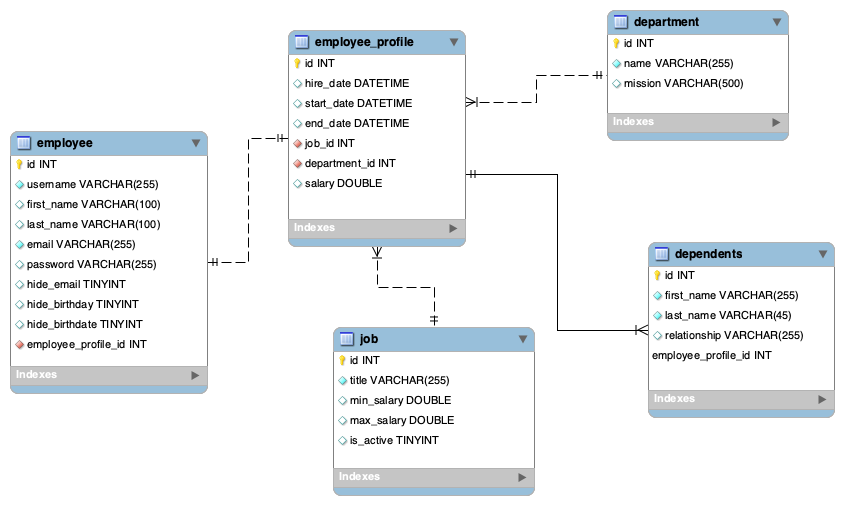 employee
id INT
username VARCHAR(255)
first_name VARCHAR(100)
last_name VARCHAR(100)
email VARCHAR(255)
password VARCHAR(255)
hide_email TINYINT
hide_birthday TINYINT
hide_birthdate TINYINT
employee_profile_id INT
Indexes
employee_profile
id INT
hire_date DATETIME
start_date DATETIME
end_date DATETIME
job_id INT
department_id INT
salary DOUBLE
Indexes
department
id INT
name VARCHAR(255)
mission VARCHAR(500)
Indexes
job
id INT
title VARCHAR(255)
min_salary DOUBLE
max_salary DOUBLE
is_active TINYINT
Indexes
dependents
id INT
first_name VARCHAR(255)
last_name VARCHAR(45)
relationship VARCHAR(255)
employee_profile_id INT
Indexes